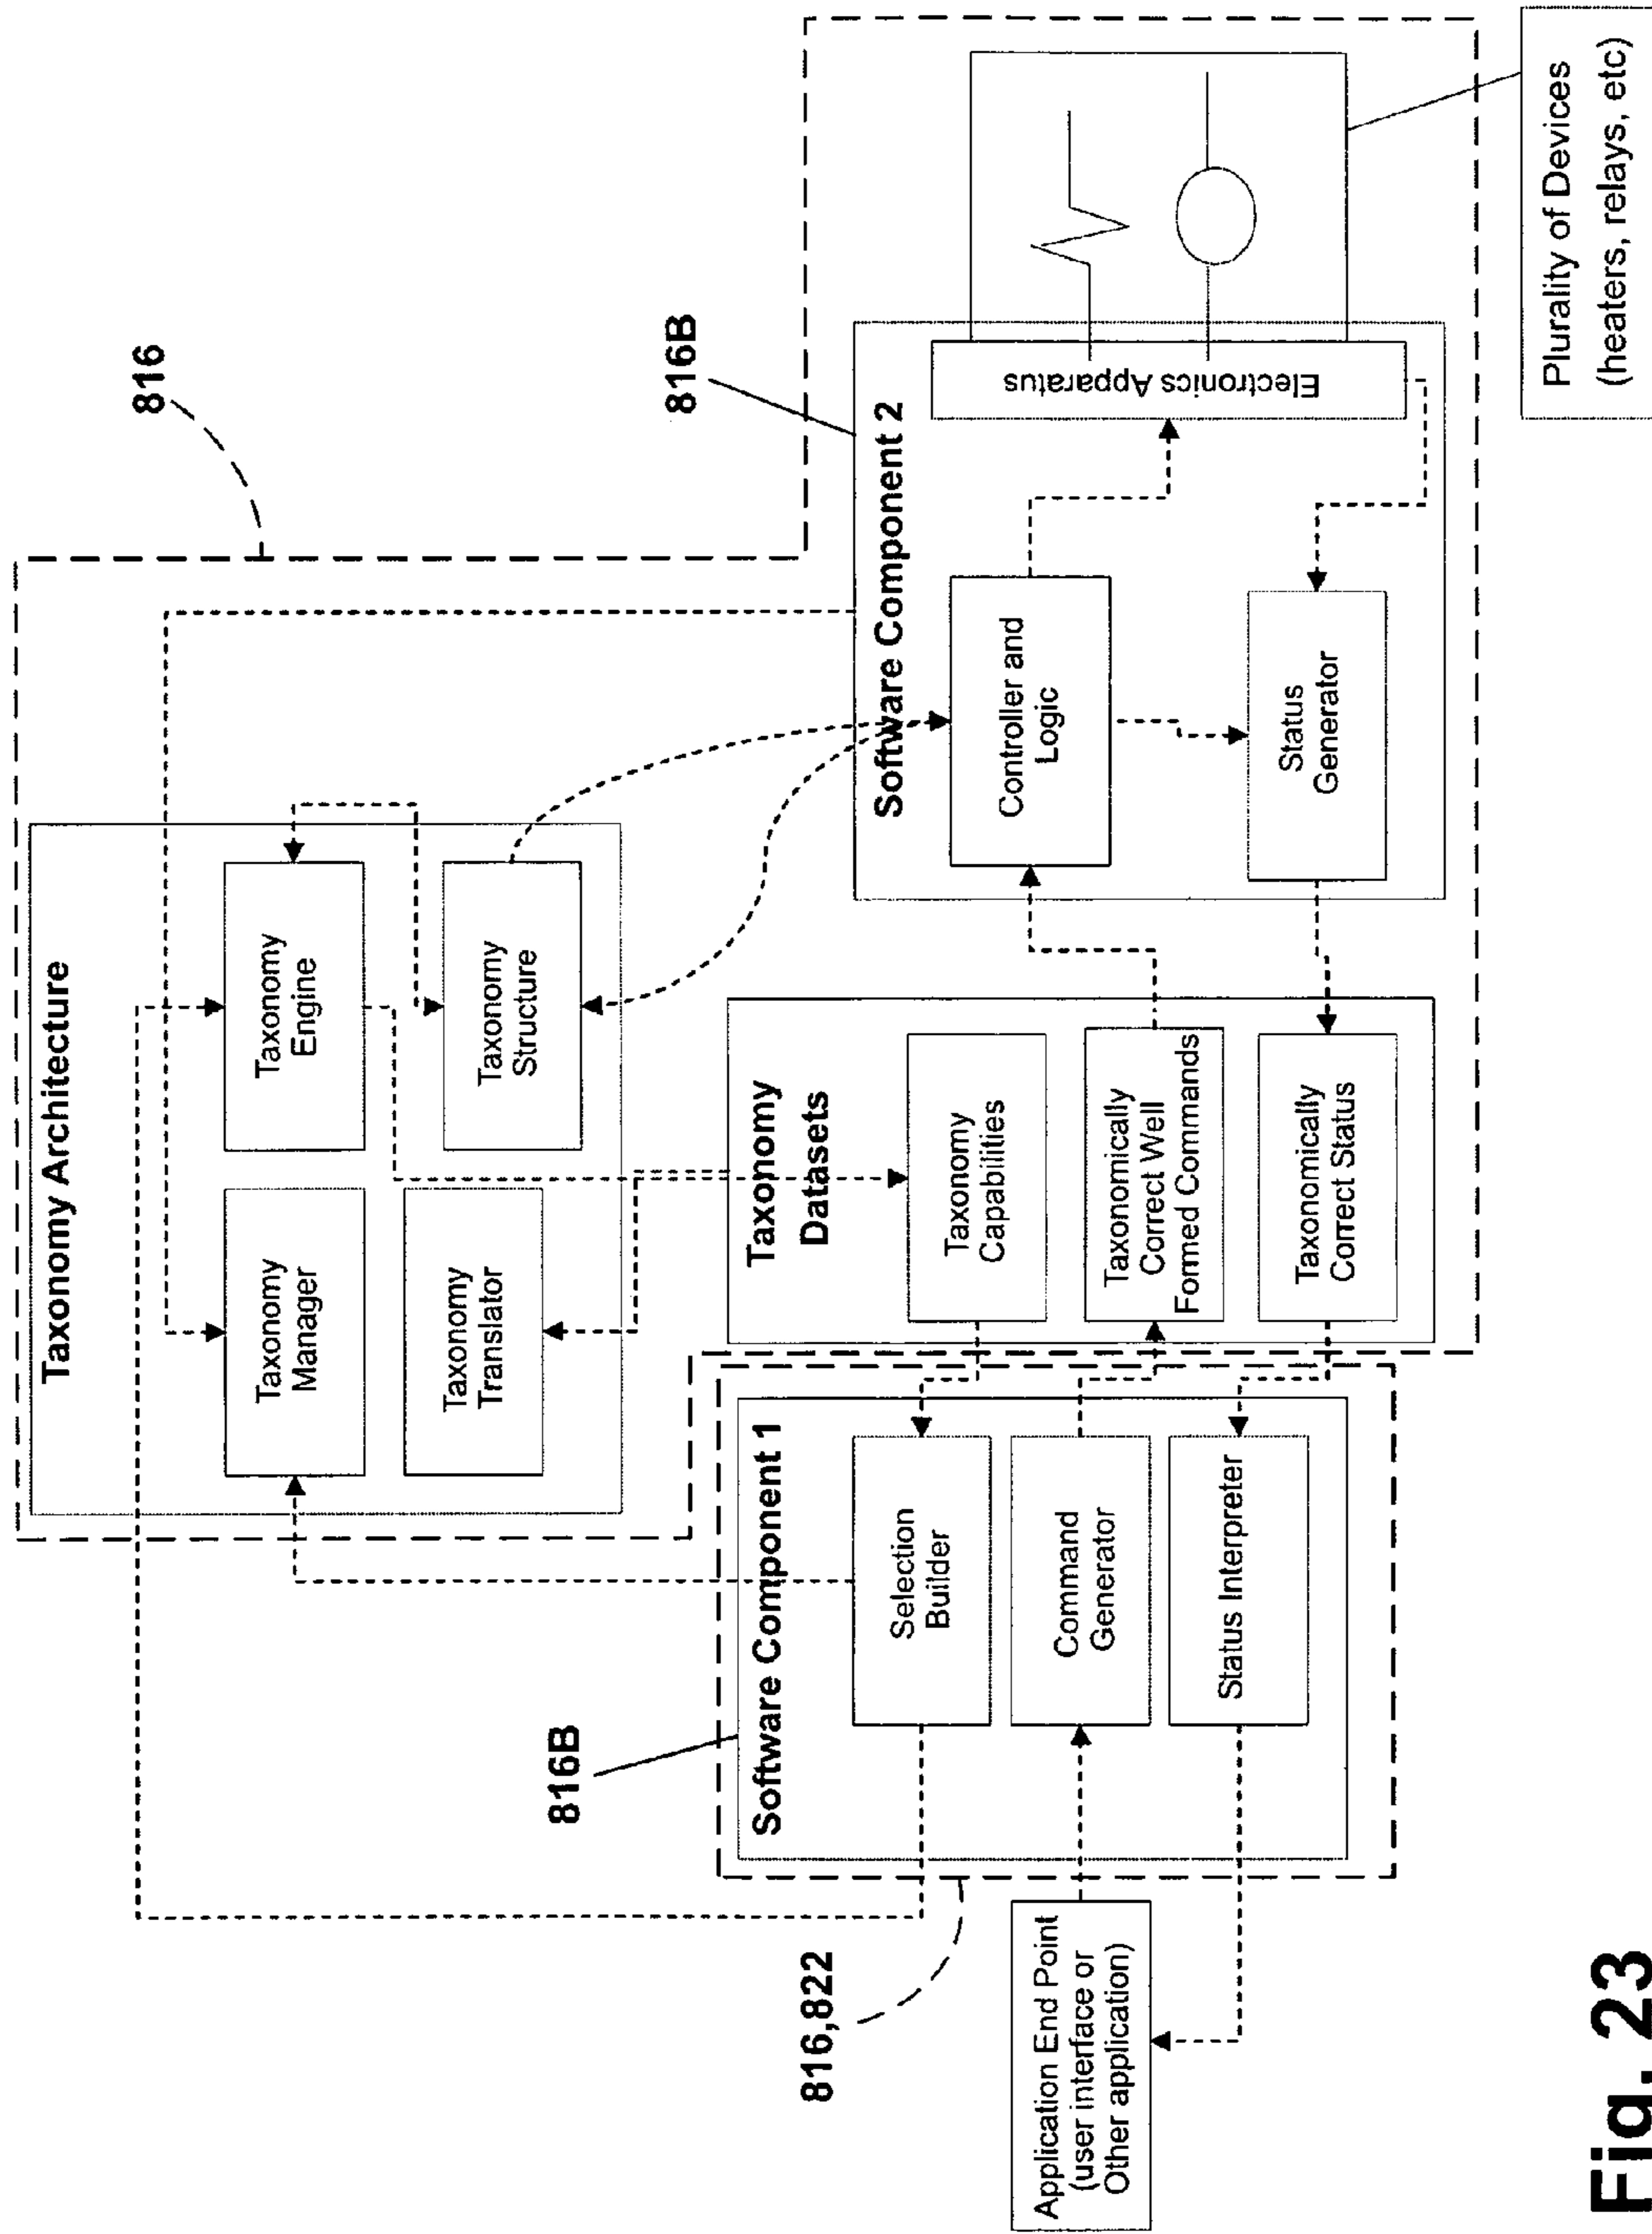 816
Taxonomy Architecture
Taxonomy
Manager
Taxonomy
Engine
Taxonomy
Translator
Taxonomy
Structure
816B
816B
816,822
Software Component 1
Selection
Builder
Command
Generator
Status Interpreter
Taxonomy
Datasets
Taxonomy
Capabilities
Taxonomically
Correct Well
Formed Commands
Taxonomically
Correct Status
Software Component 2
Controller and
Logic
Status
Generator
Electronics Apparatus
Application End Point
(user interface or
Other application)
Plurality of Devices
(heaters, relays, etc)
Fig. 23